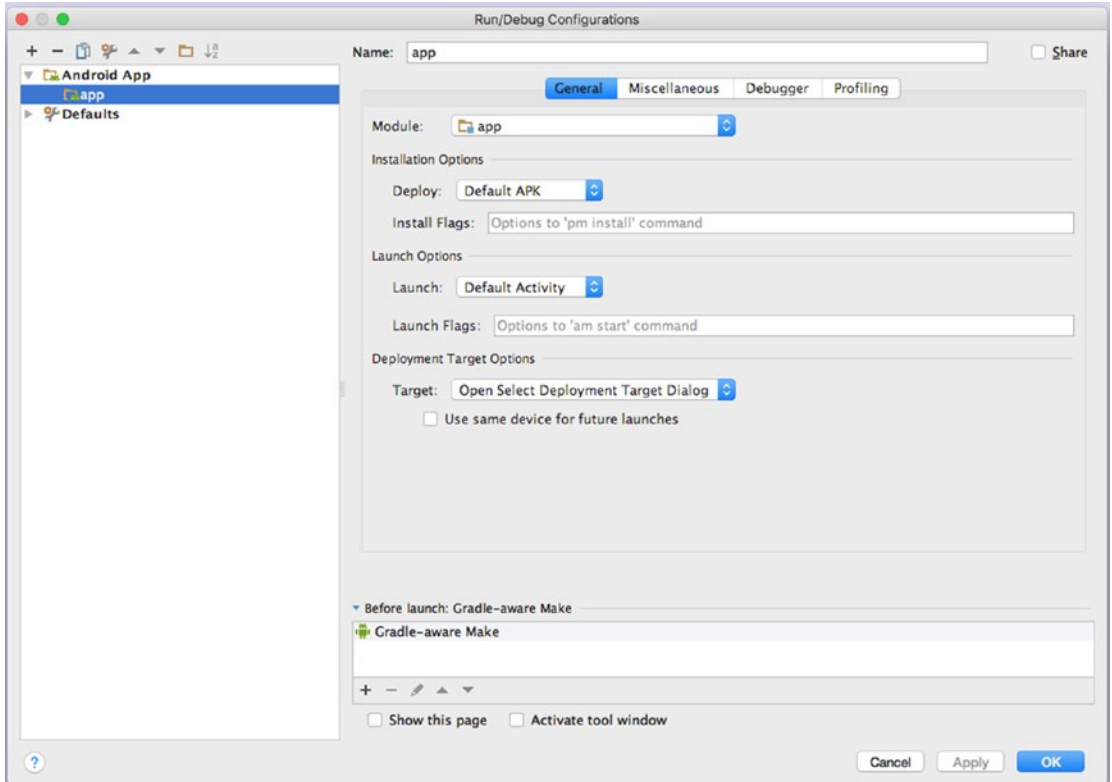 Run/Debug Configurations
Name: app
Share
Android App
app
Defaults
General Miscellaneous Debugger Profiling
Module: app
Installation Options
Deploy: Default APK
Install Flags: Options to 'pm install' command
Launch Options
Launch: Default Activity
Launch Flags: Options to 'am start' command
Deployment Target Options
Target: Open Select Deployment Target Dialog
Use same device for future launches
Before launch: Gradle-aware Make
Gradle-aware Make
Show this page Activate tool window
? Cancel Apply OK